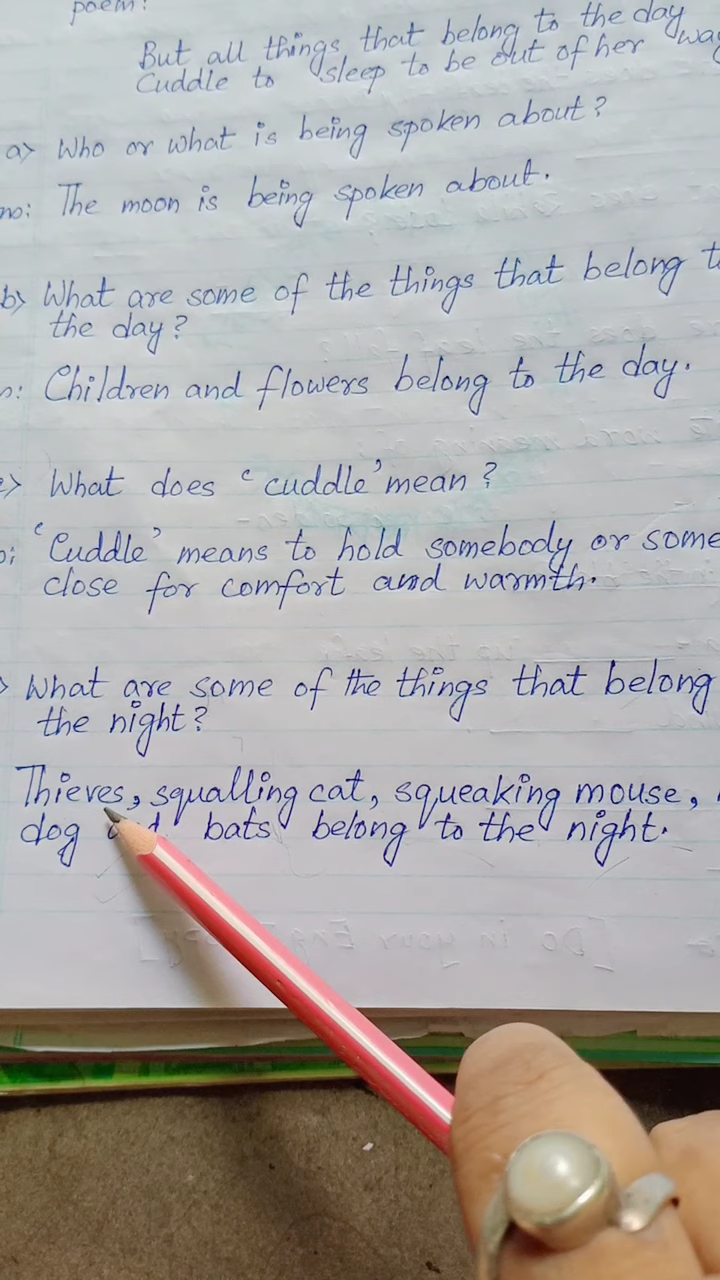 poem:
But all things that belong to the day
Cuddle to sleep to be out of her way
a> Who or what is being spoken about?
no: The moon is being spoken about.
b> What are some of the things that belong t
the day?
n: Children and flowers belong to the day.
> What does 'cuddle' mean?
'Cuddle' means to hold somebody or some
close for comfort and warmth.
> What are some of the things that belong
the night?
Thieves, squalling cat, squeaking mouse,
dog bats belong to the night.